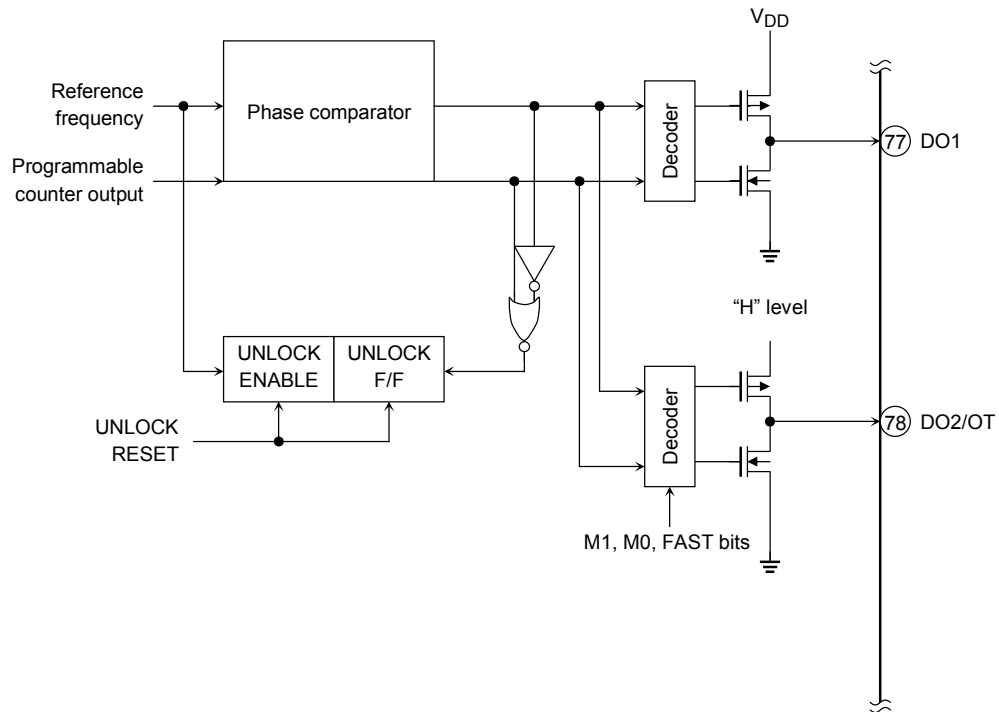 VDD
Reference
frequency
Phase comparator
Programmable
counter output
Decoder
77 DO1
"H" level
UNLOCK
ENABLE
UNLOCK
F/F
UNLOCK
RESET
Decoder
78 DO2/OT
M1, M0, FAST bits